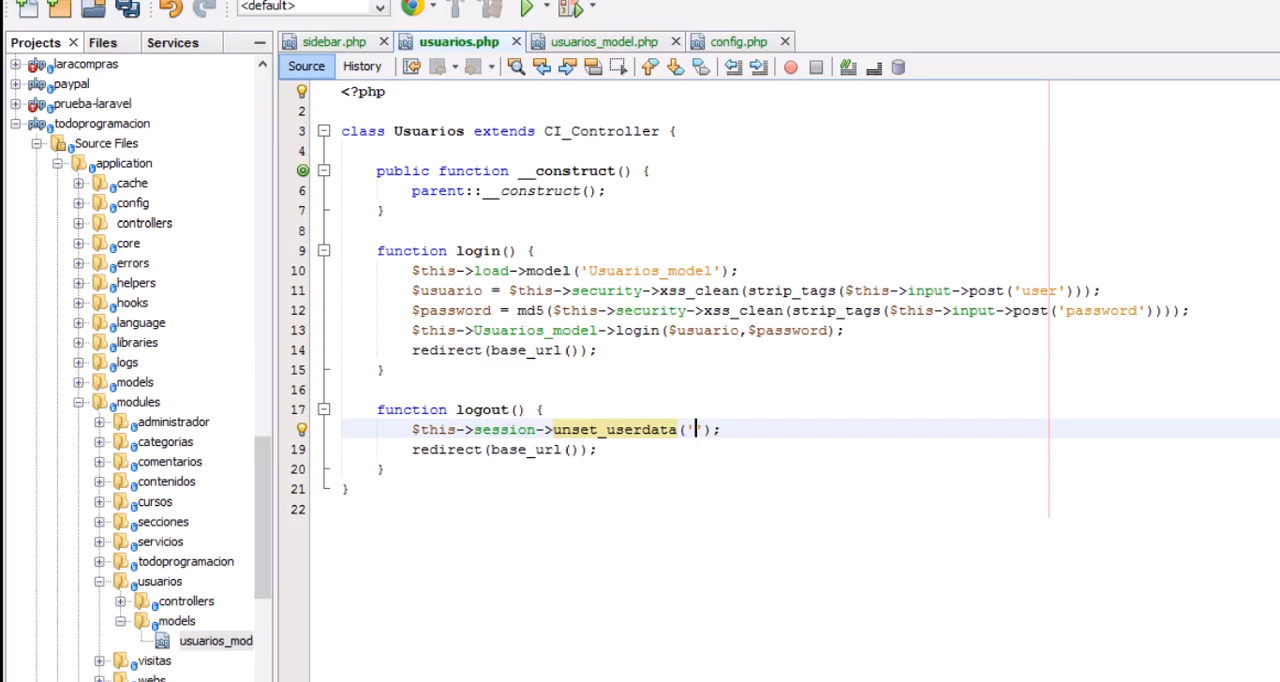 <default>
Projects
Files
Services
sidebar.php
usuarios.php
usuarios_model.php
config.php
Source
History
laracompras
paypal
prueba-laravel
todoprogramacion
Source Files
application
cache
config
controllers
core
errors
helpers
hooks
language
libraries
logs
models
modules
administrador
categorias
comentarios
contenidos
cursos
secciones
servicios
todoprogramacion
usuarios
controllers
models
usuarios_mod
visitas
webs
<?php
2
3 class Usuarios extends CI_Controller {
4
public function __construct() {
6 parent::__construct();
7 }
8
9 function login() {
10 $this->load->model('Usuarios_model');
11 $usuario = $this->security->xss_clean(strip_tags($this->input->post('user')));
12 $password = md5($this->security->xss_clean(strip_tags($this->input->post('password'))));
13 $this->Usuarios_model->login($usuario,$password);
14 redirect(base_url());
15 }
16
17 function logout() {
$this->session->unset_userdata('');
19 redirect(base_url());
20 }
21 }
22